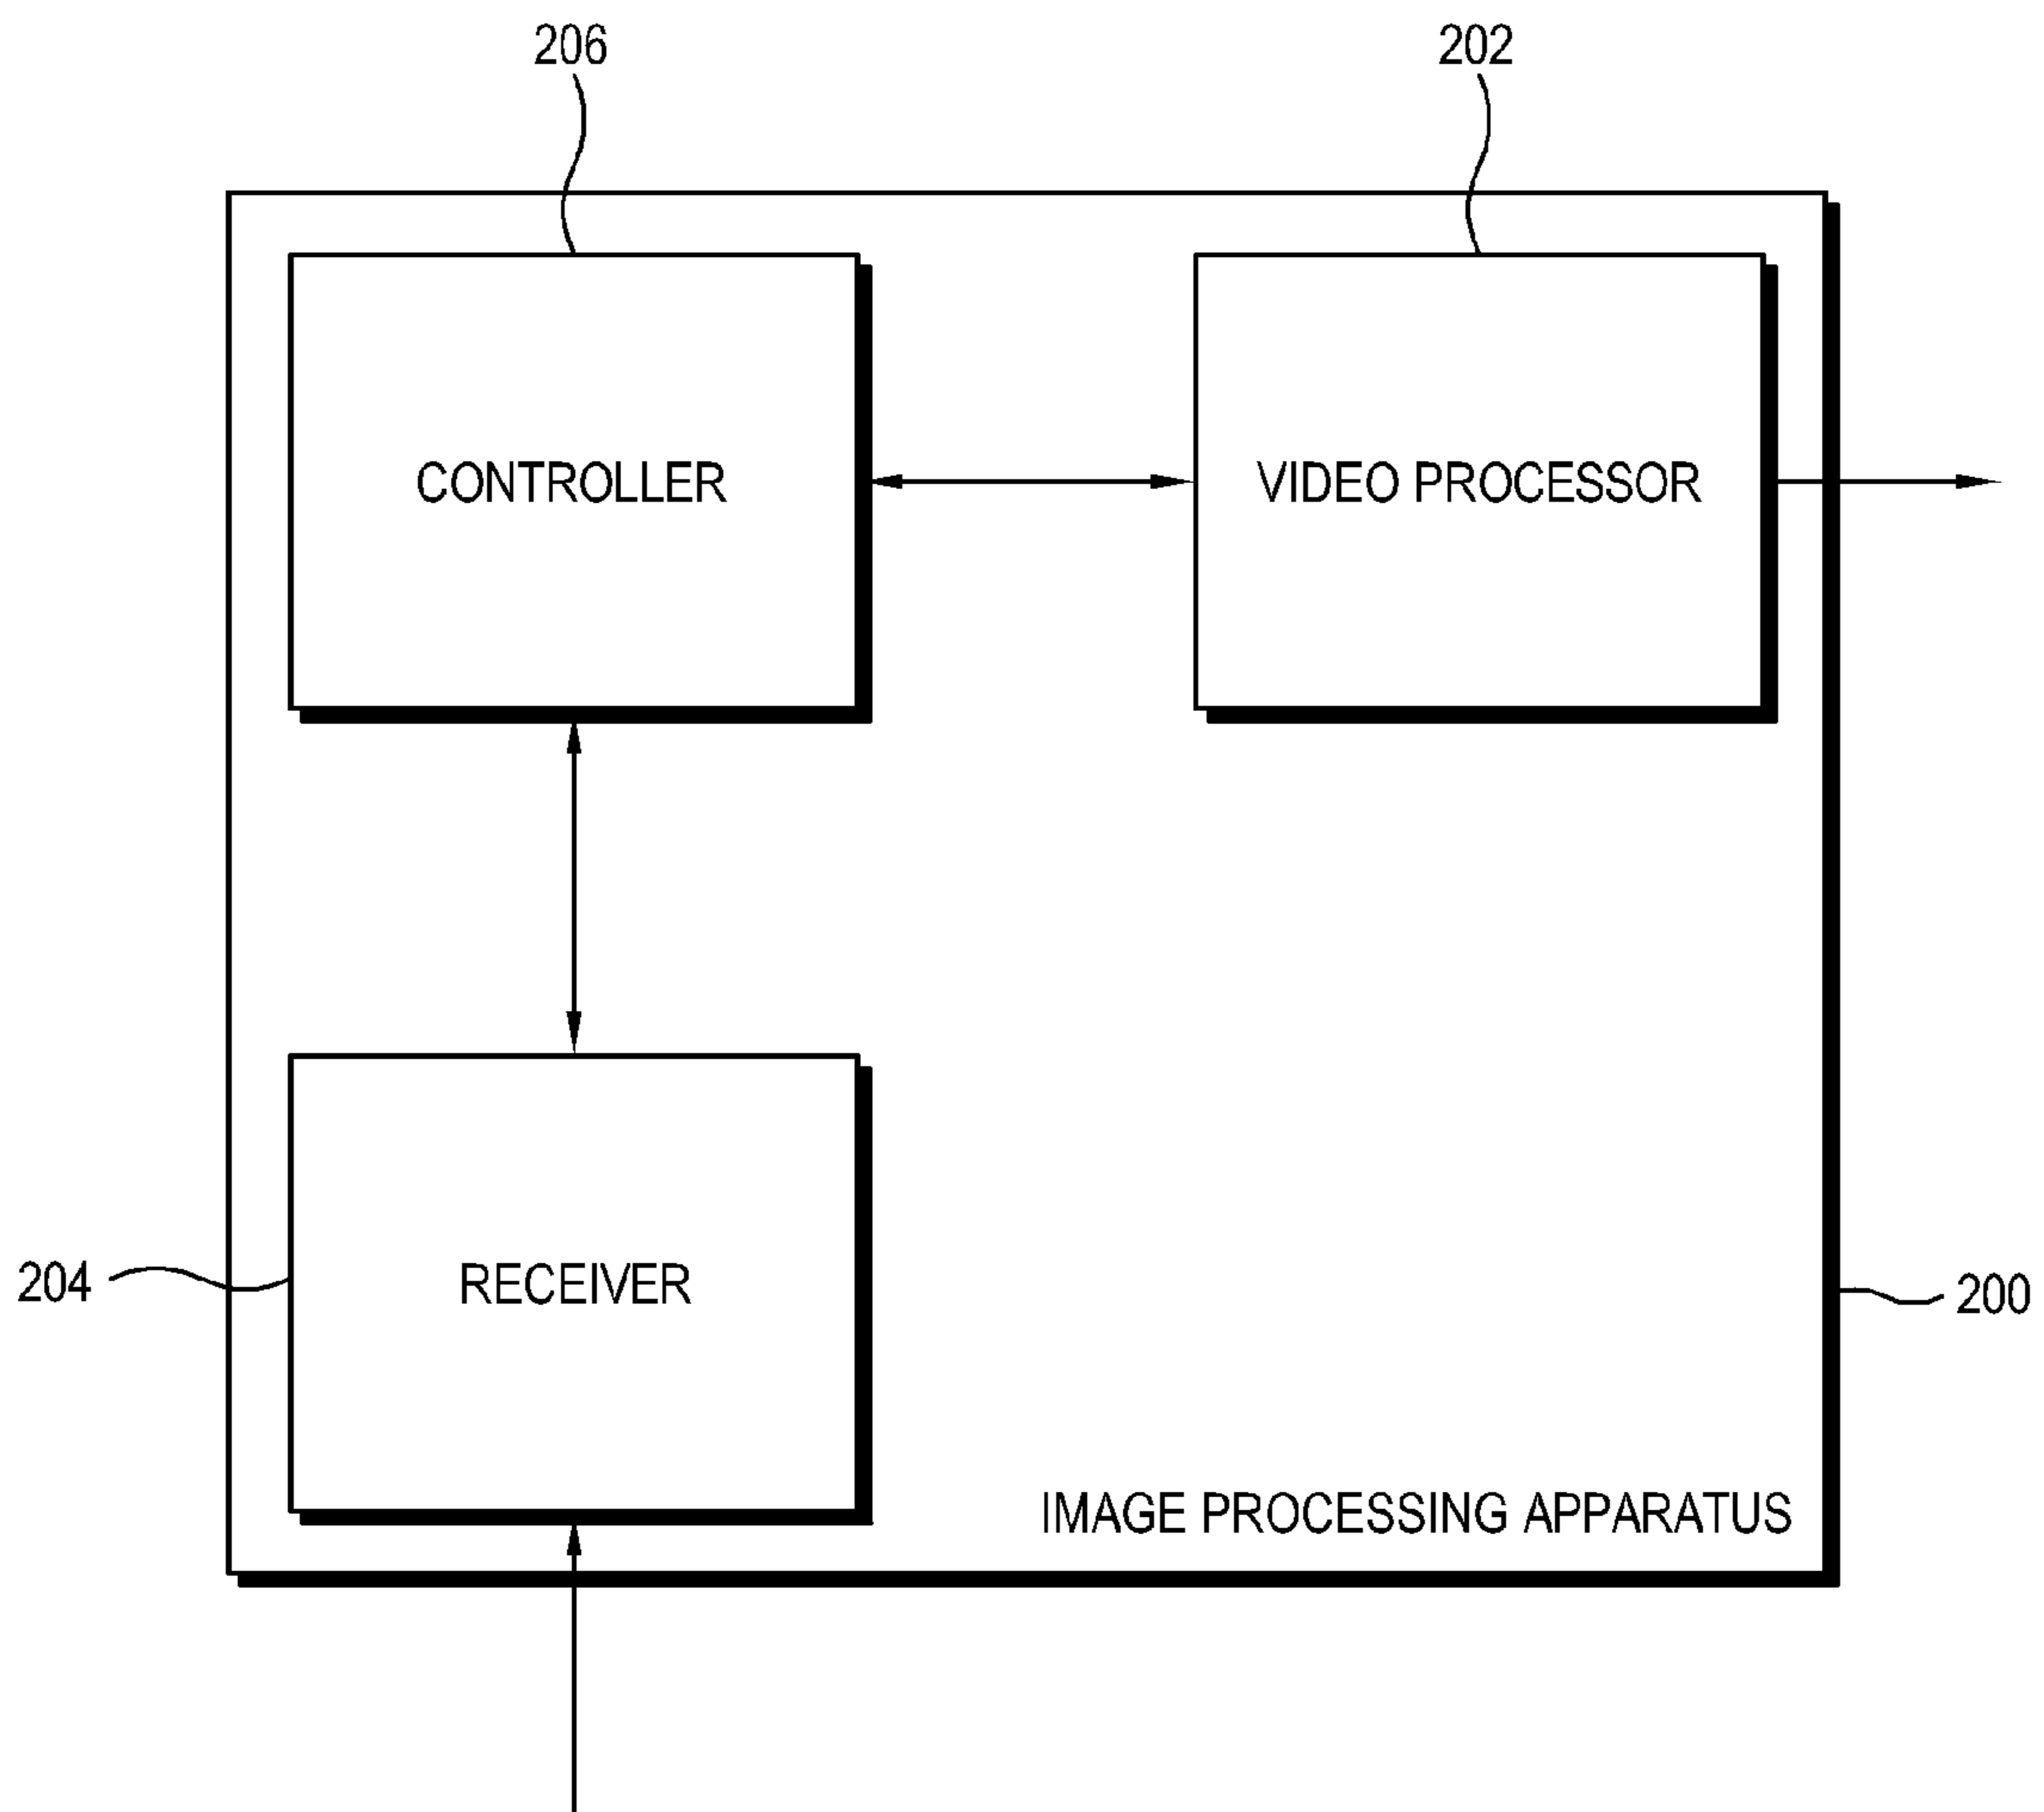 206
202
CONTROLLER
VIDEO PROCESSOR
204
RECEIVER
200
IMAGE PROCESSING APPARATUS